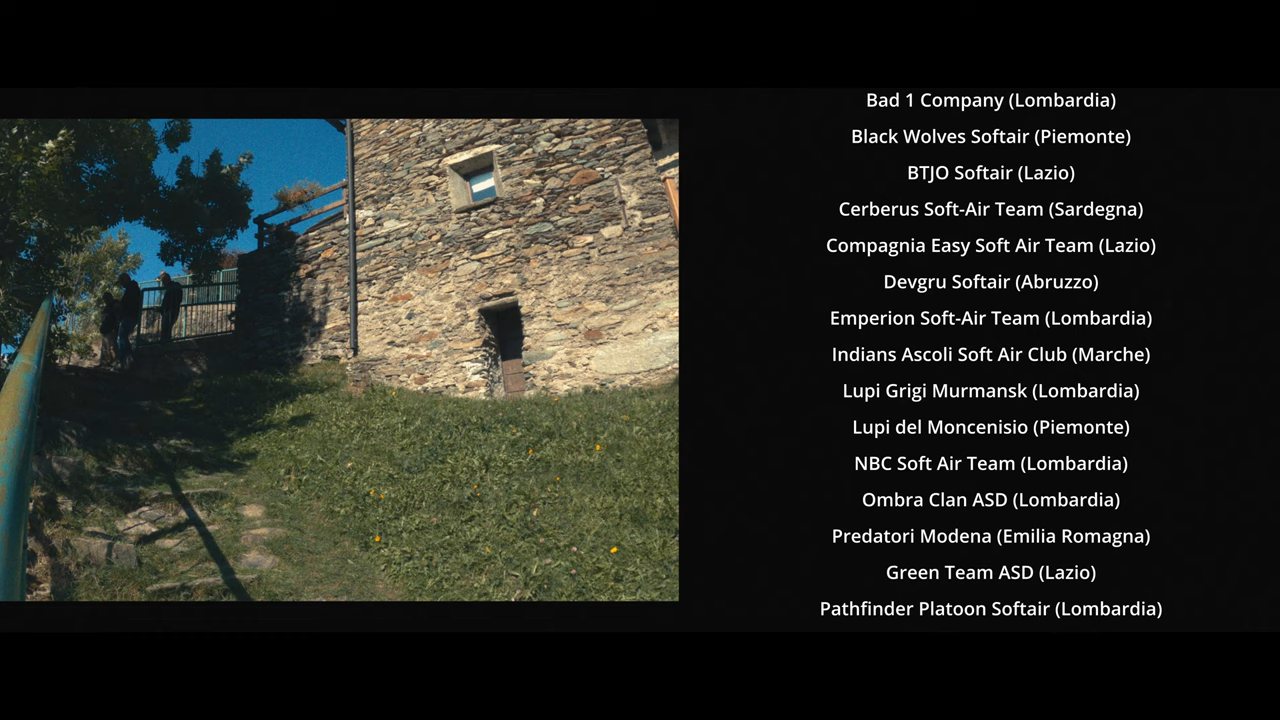 Bad 1 Company (Lombardia)
Black Wolves Softair (Piemonte)
BTJO Softair (Lazio)
Cerberus Soft-Air Team (Sardegna)
Compagnia Easy Soft Air Team (Lazio)
Devgru Softair (Abruzzo)
Emperion Soft-Air Team (Lombardia)
Indians Ascoli Soft Air Club (Marche)
Lupi Grigi Murmansk (Lombardia)
Lupi del Moncenisio (Piemonte)
NBC Soft Air Team (Lombardia)
Ombra Clan ASD (Lombardia)
Predatori Modena (Emilia Romagna)
Green Team ASD (Lazio)
Pathfinder Platoon Softair (Lombardia)